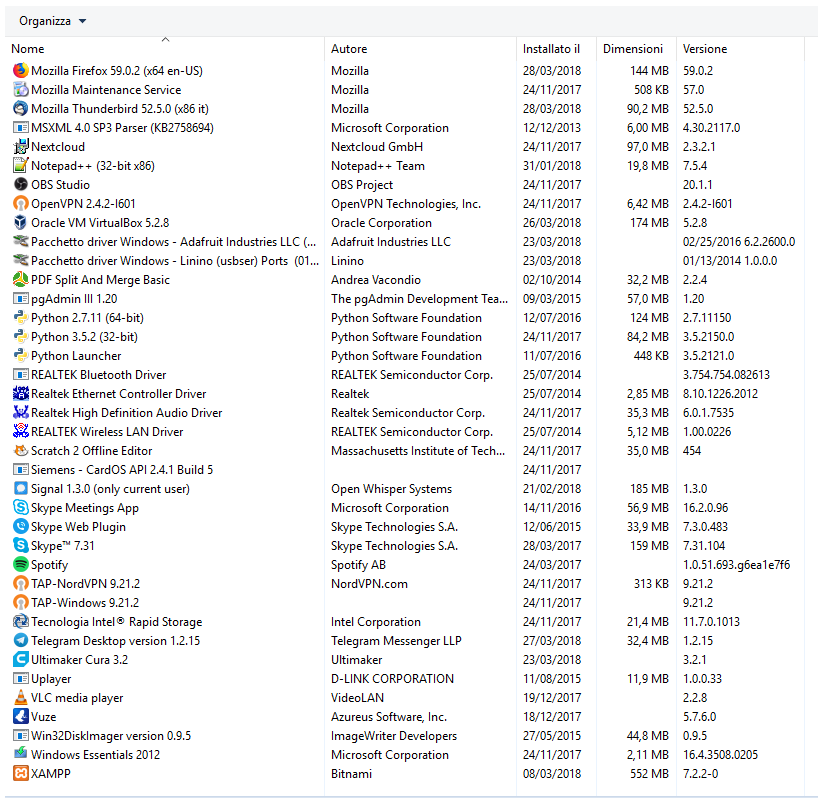 Organizza
Nome Autore Installato il Dimensioni Versione
Mozilla Firefox 59.0.2 (x64 en-US) Mozilla 28/03/2018 144 MB 59.0.2
Mozilla Maintenance Service Mozilla 24/11/2017 508 KB 57.0
Mozilla Thunderbird 52.5.0 (x86 it) Mozilla 28/03/2018 90,2 MB 52.5.0
MSXML 4.0 SP3 Parser (KB2758694) Microsoft Corporation 12/12/2013 6,00 MB 4.30.2117.0
Nextcloud Nextcloud GmbH 24/11/2017 97,0 MB 2.3.2.1
Notepad++ (32-bit x86) Notepad++ Team 31/01/2018 19,8 MB 7.5.4
OBS Studio OBS Project 24/11/2017 20.1.1
OpenVPN 2.4.2-I601 OpenVPN Technologies, Inc. 24/11/2017 6,42 MB 2.4.2-I601
Oracle VM VirtualBox 5.2.8 Oracle Corporation 26/03/2018 174 MB 5.2.8
Pacchetto driver Windows - Adafruit Industries LLC (... Adafruit Industries LLC 23/03/2018 02/25/2016 6.2.2600.0
Pacchetto driver Windows - Linino (usbser) Ports (01... Linino 23/03/2018 01/13/2014 1.0.0.0
PDF Split And Merge Basic Andrea Vacondio 02/10/2014 32,2 MB 2.2.4
pgAdmin III 1.20 The pgAdmin Development Tea... 09/03/2015 57,0 MB 1.20
Python 2.7.11 (64-bit) Python Software Foundation 12/07/2016 124 MB 2.7.11150
Python 3.5.2 (32-bit) Python Software Foundation 24/11/2017 84,2 MB 3.5.2150.0
Python Launcher Python Software Foundation 11/07/2016 448 KB 3.5.2121.0
REALTEK Bluetooth Driver REALTEK Semiconductor Corp. 25/07/2014 3.754.754.082613
Realtek Ethernet Controller Driver Realtek 25/07/2014 2,85 MB 8.10.1226.2012
Realtek High Definition Audio Driver Realtek Semiconductor Corp. 24/11/2017 35,3 MB 6.0.1.7535
REALTEK Wireless LAN Driver REALTEK Semiconductor Corp. 25/07/2014 5,12 MB 1.00.0226
Scratch 2 Offline Editor Massachusetts Institute of Tech... 24/11/2017 35,0 MB 454
Siemens - CardOS API 2.4.1 Build 5 24/11/2017
Signal 1.3.0 (only current user) Open Whisper Systems 21/02/2018 185 MB 1.3.0
Skype Meetings App Microsoft Corporation 14/11/2016 56,9 MB 16.2.0.96
Skype Web Plugin Skype Technologies S.A. 12/06/2015 33,9 MB 7.3.0.483
Skype™ 7.31 Skype Technologies S.A. 28/03/2017 159 MB 7.31.104
Spotify Spotify AB 24/03/2017 1.0.51.693.g6ea1e7f6
TAP-NordVPN 9.21.2 NordVPN.com 24/11/2017 313 KB 9.21.2
TAP-Windows 9.21.2 24/11/2017 9.21.2
Tecnologia Intel® Rapid Storage Intel Corporation 24/11/2017 21,4 MB 11.7.0.1013
Telegram Desktop version 1.2.15 Telegram Messenger LLP 27/03/2018 32,4 MB 1.2.15
Ultimaker Cura 3.2 Ultimaker 23/03/2018 3.2.1
Uplayer D-LINK CORPORATION 11/08/2015 11,9 MB 1.0.0.33
VLC media player VideoLAN 19/12/2017 2.2.8
Vuze Azureus Software, Inc. 18/12/2017 5.7.6.0
Win32DiskImager version 0.9.5 ImageWriter Developers 27/05/2015 44,8 MB 0.9.5
Windows Essentials 2012 Microsoft Corporation 24/11/2017 2,11 MB 16.4.3508.0205
XAMPP Bitnami 08/03/2018 552 MB 7.2.2-0